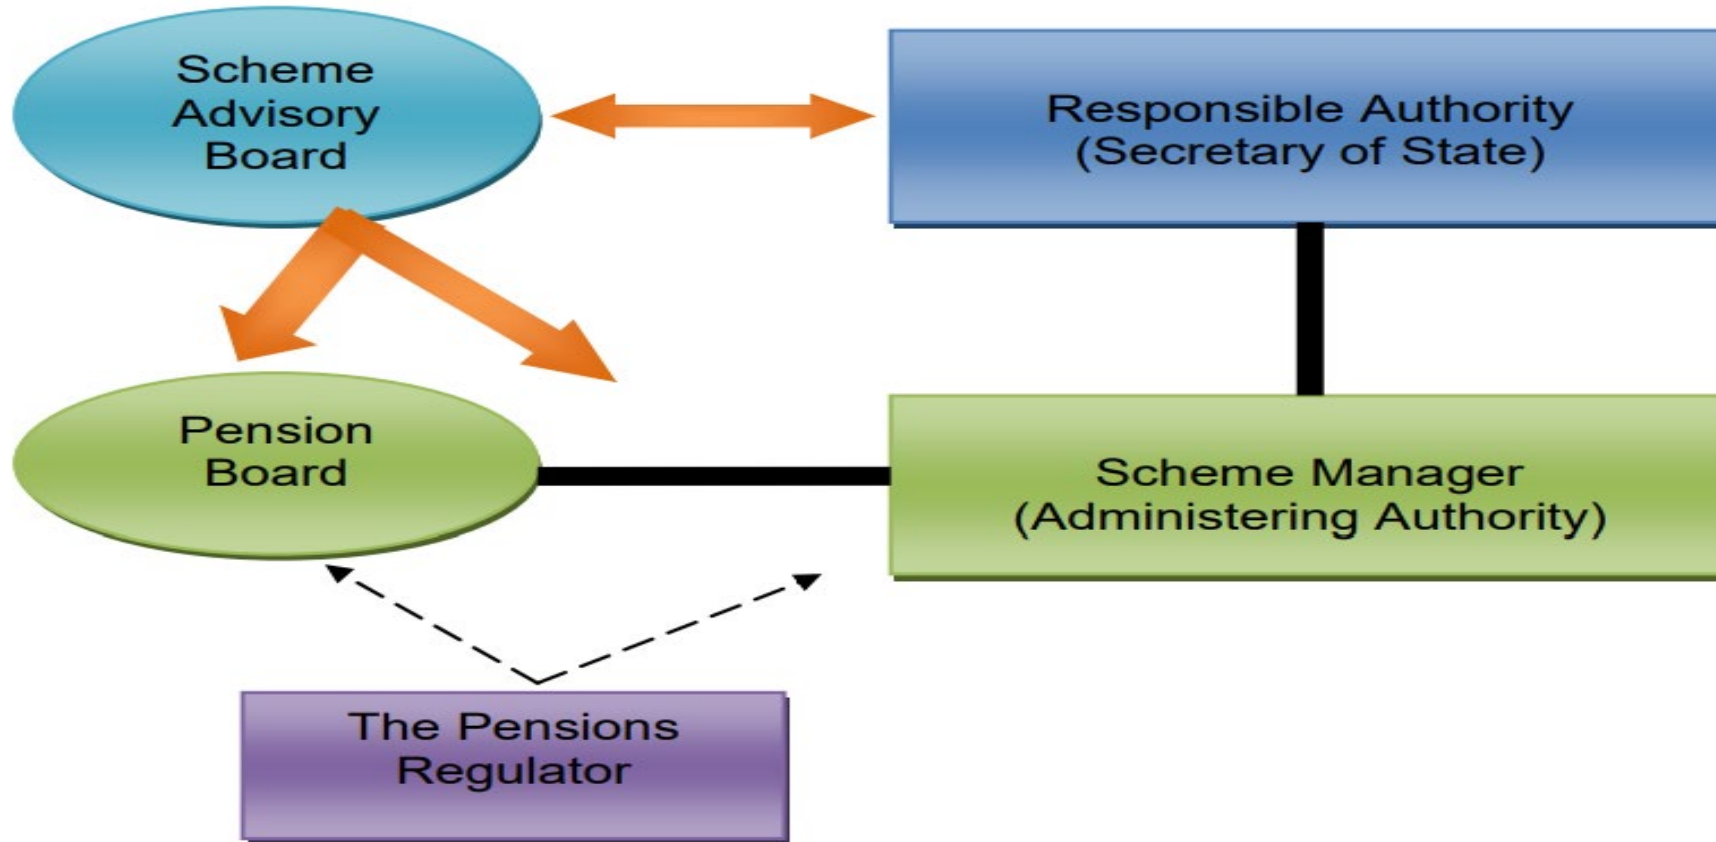 Scheme
Advisory
Board
Responsible Authority
(Secretary of State)
Pension
Board
Scheme Manager
(Administering Authority)
The Pensions
Regulator